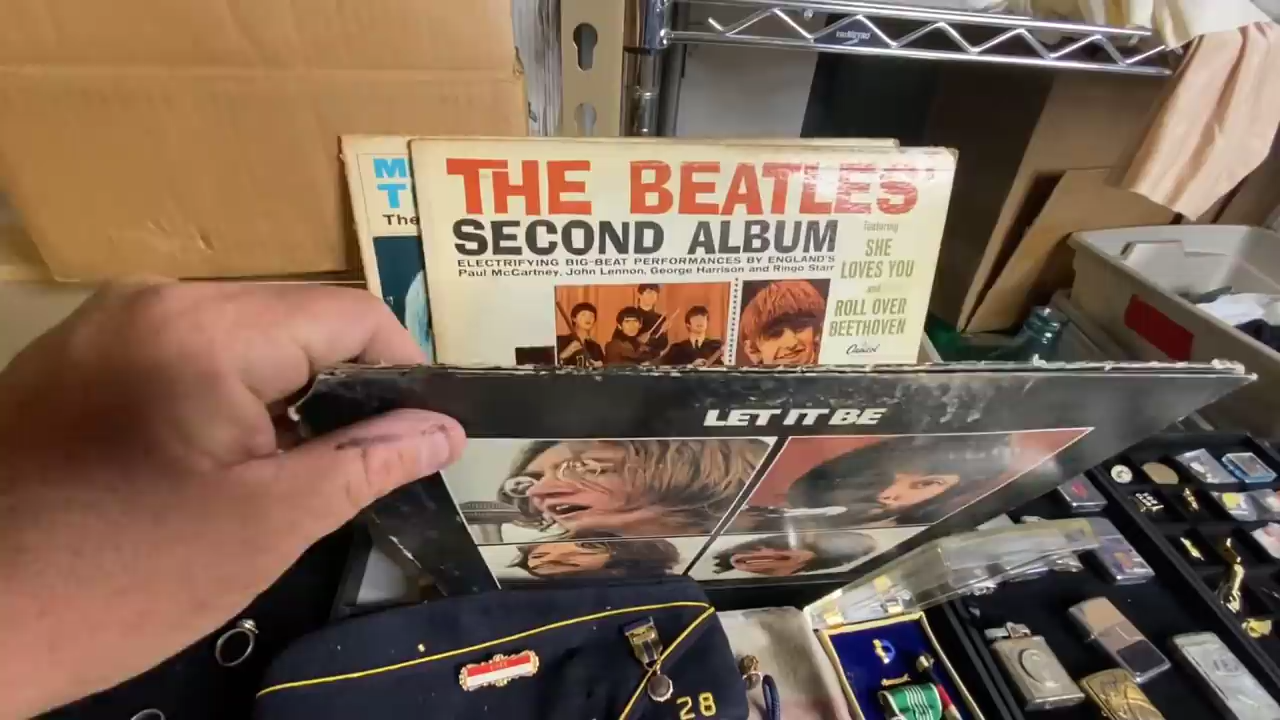 M
T
The
THE BEATLES'
SECOND ALBUM
ELECTRIFYING BIG-BEAT PERFORMANCES BY ENGLAND'S
Paul McCartney, John Lennon, George Harrison and Ringo Starr
featuring
SHE
LOVES YOU
and
ROLL OVER
BEETHOVEN
Capitol
LET IT BE
28